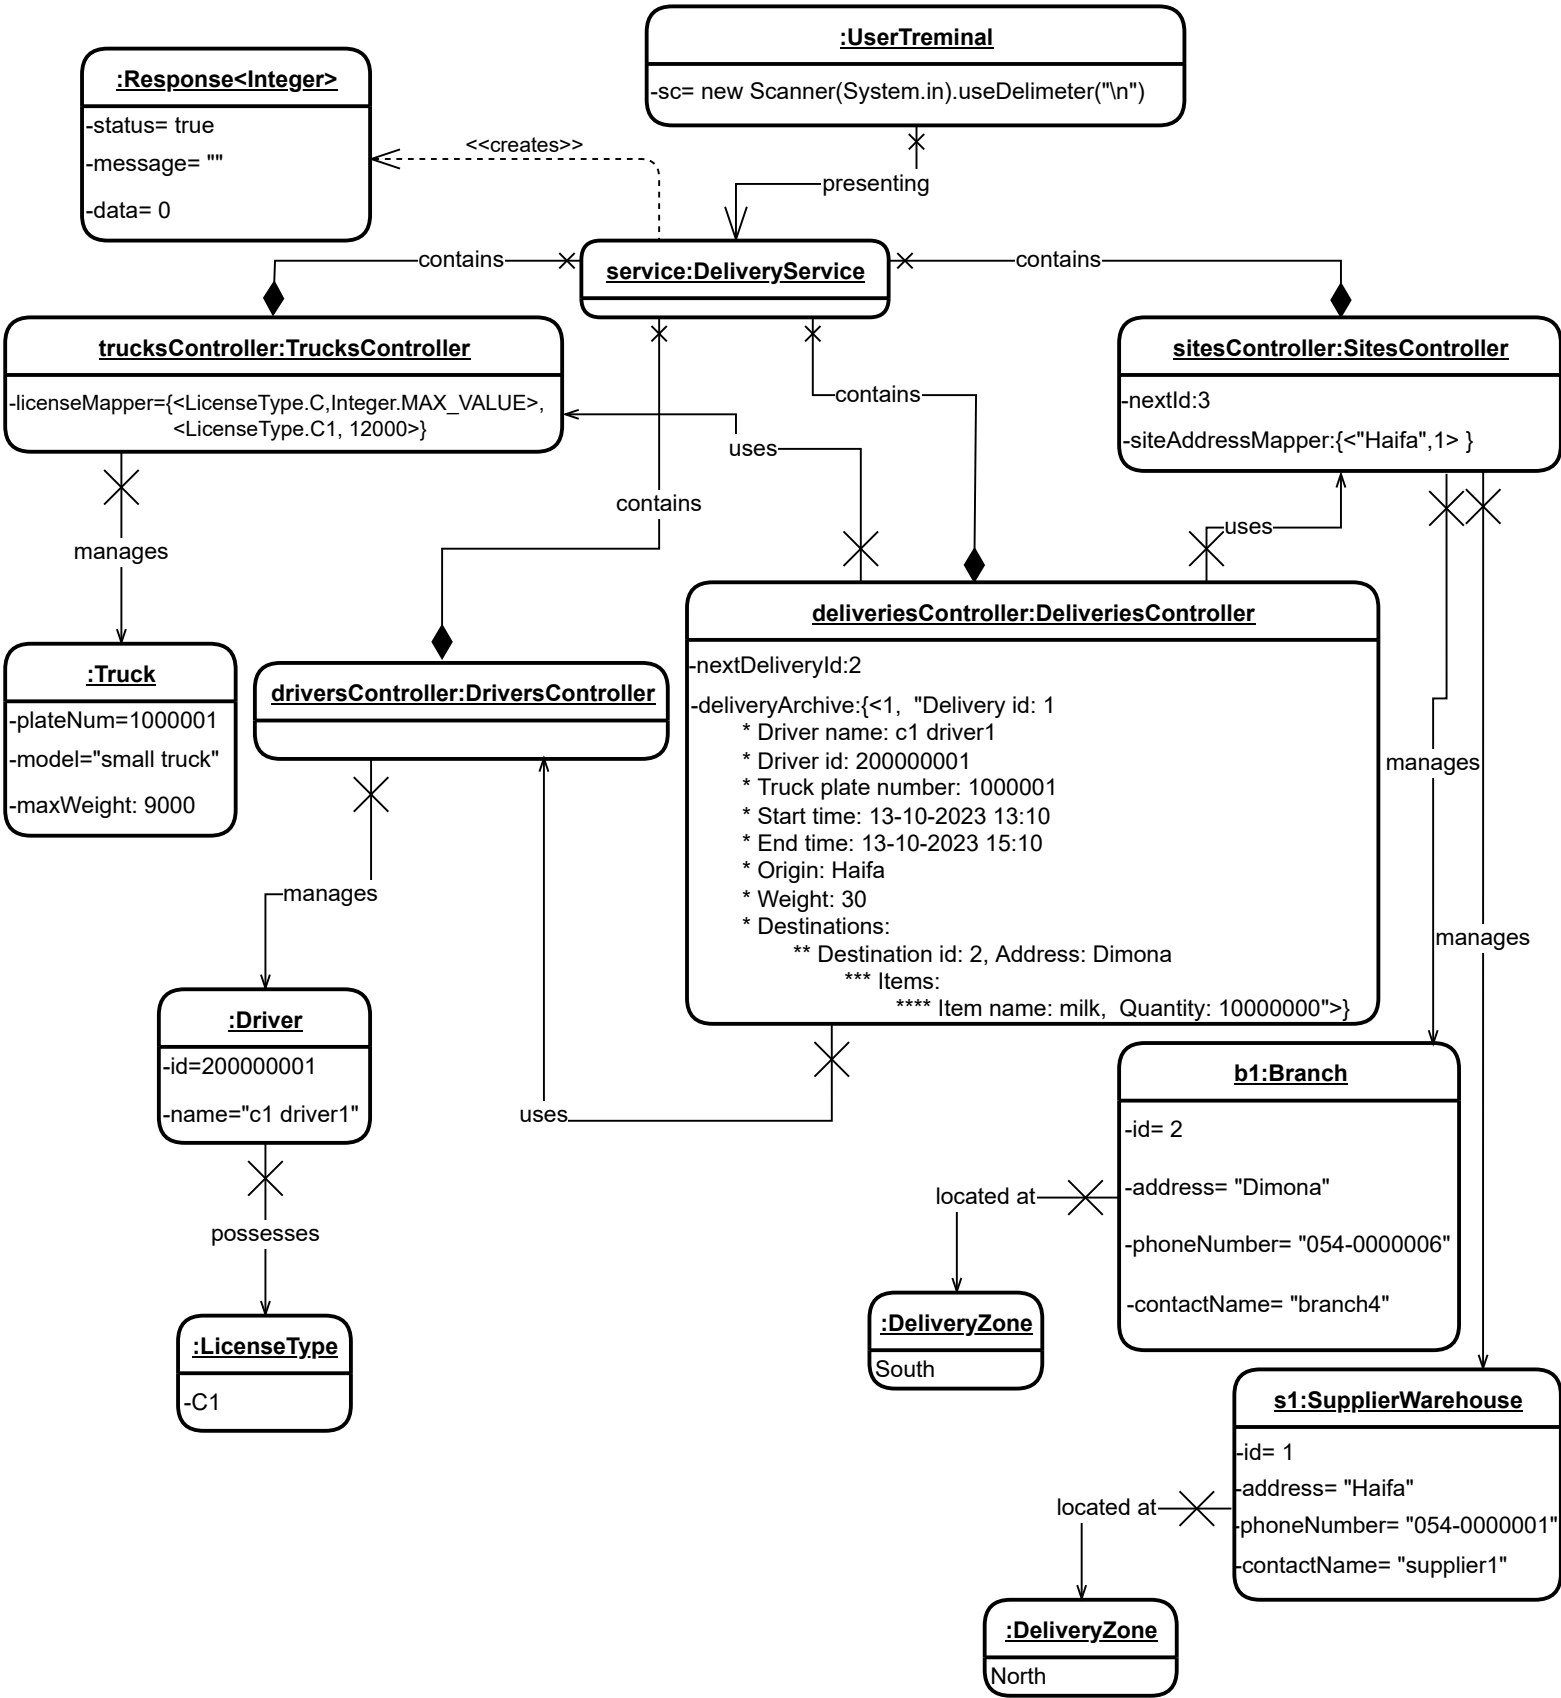 :UserTreminal
-sc= new Scanner(System.in).useDelimeter("\n")
:Response<Integer>
-status= true
-message= ""
-data= 0
<<creates>>
presenting
service:DeliveryService
contains
contains
trucksController:TrucksController
-licenseMapper={<LicenseType.C,Integer.MAX_VALUE>,
<LicenseType.C1, 12000>}
sitesController:SitesController
-nextId:3
-siteAddressMapper:{<"Haifa",1> }
contains
uses
contains
uses
manages
deliveriesController:DeliveriesController
-nextDeliveryId:2
-deliveryArchive:{<1, "Delivery id: 1
* Driver name: c1 driver1
* Driver id: 200000001
* Truck plate number: 1000001
* Start time: 13-10-2023 13:10
* End time: 13-10-2023 15:10
* Origin: Haifa
* Weight: 30
* Destinations:
** Destination id: 2, Address: Dimona
*** Items:
**** Item name: milk, Quantity: 10000000">}
:Truck
-plateNum=1000001
-model="small truck"
-maxWeight: 9000
driversController:DriversController
manages
manages
manages
:Driver
-id=200000001
-name="c1 driver1"
uses
b1:Branch
-id= 2
-address= "Dimona"
-phoneNumber= "054-0000006"
-contactName= "branch4"
located at
possesses
:LicenseType
-C1
:DeliveryZone
South
s1:SupplierWarehouse
-id= 1
-address= "Haifa"
-phoneNumber= "054-0000001"
-contactName= "supplier1"
located at
:DeliveryZone
North